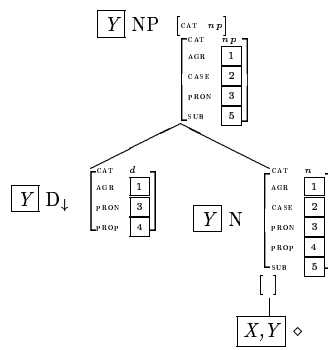 Y NP [CAT np]
CAT np
AGR 1
CASE 2
PRON 3
SUB 5
Y D↓
CAT d
AGR 1
PRON 3
PROP 4
Y N
CAT n
AGR 1
CASE 2
PRON 3
PROP 4
SUB 5
[ ]
X,Y ⋄